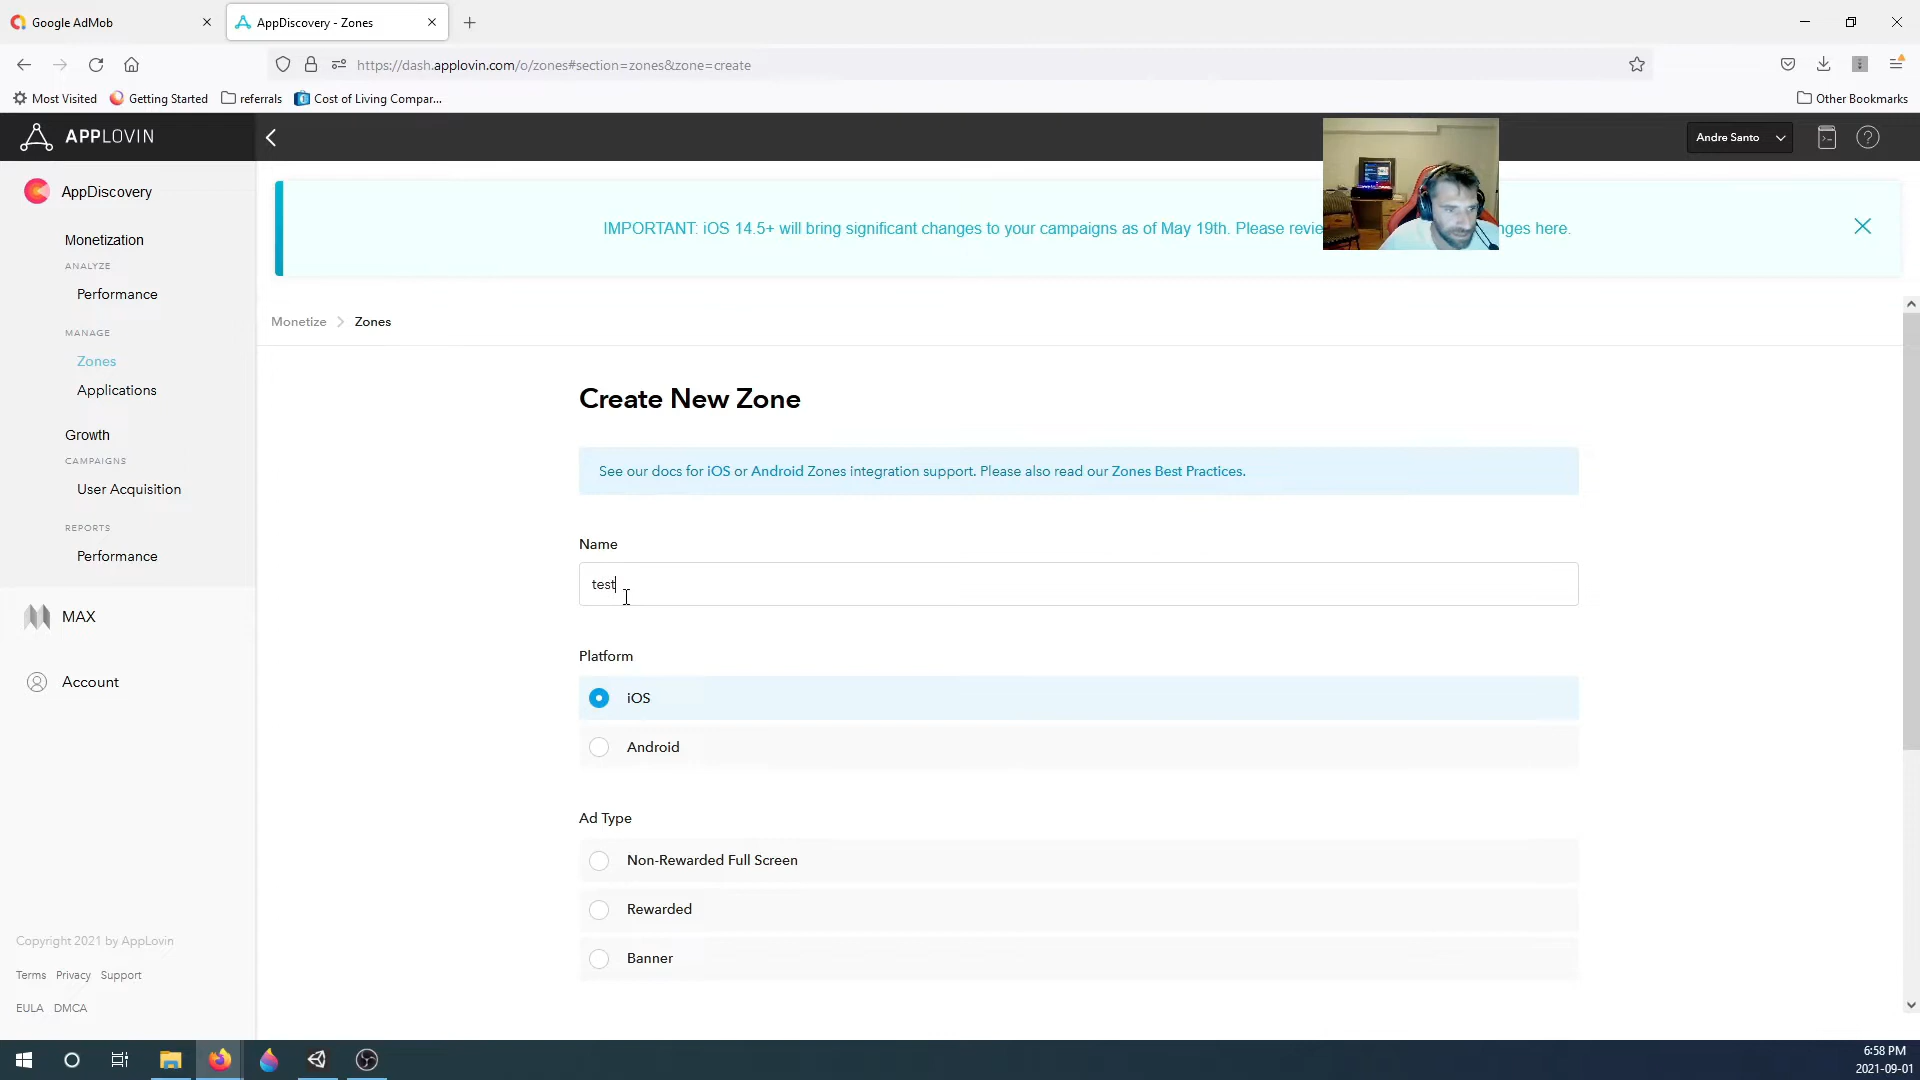 Google AdMob
AppDiscovery - Zones
https://dash.applovin.com/o/zones#section=zones&zone=create
Most Visited
Getting Started
referrals
Cost of Living Compar...
Other Bookmarks
APPLOVIN
Andre Santo
AppDiscovery
Monetization
ANALYZE
Performance
MANAGE
Zones
Applications
Growth
CAMPAIGNS
User Acquisition
REPORTS
Performance
MAX
Account
Copyright 2021 by AppLovin
Terms Privacy Support
EULA DMCA
IMPORTANT: iOS 14.5+ will bring significant changes to your campaigns as of May 19th. Please here.
Monetize > Zones
Create New Zone
See our docs for iOS or Android Zones integration support. Please also read our Zones Best Practices.
Name
test
Platform
iOS
Android
Ad Type
Non-Rewarded Full Screen
Rewarded
Banner
6:58 PM
2021-09-01